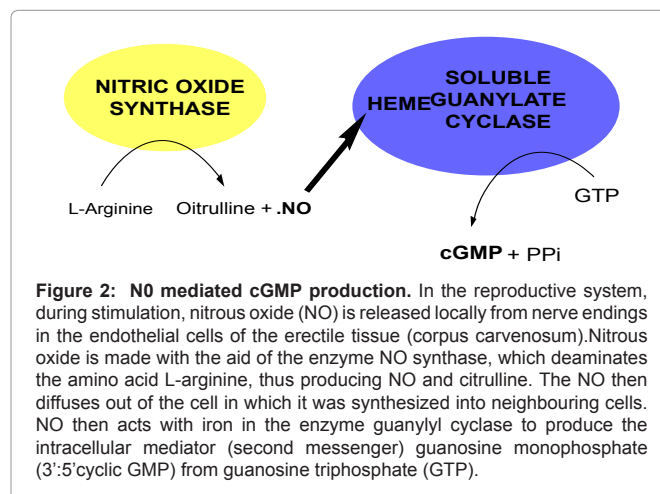 NITRIC OXIDE
SYNTHASE
SOLUBLE
HEME GUANYLATE
CYCLASE
L-Arginine
Oitrulline + .NO
GTP
cGMP + PPi
Figure 2: N0 mediated cGMP production. In the reproductive system,
during stimulation, nitrous oxide (NO) is released locally from nerve endings
in the endothelial cells of the erectile tissue (corpus carvenosum).Nitrous
oxide is made with the aid of the enzyme NO synthase, which deaminates
the amino acid L-arginine, thus producing NO and citrulline. The NO then
diffuses out of the cell in which it was synthesized into neighbouring cells.
NO then acts with iron in the enzyme guanylyl cyclase to produce the
intracellular mediator (second messenger) guanosine monophosphate
(3':5'cyclic GMP) from guanosine triphosphate (GTP).